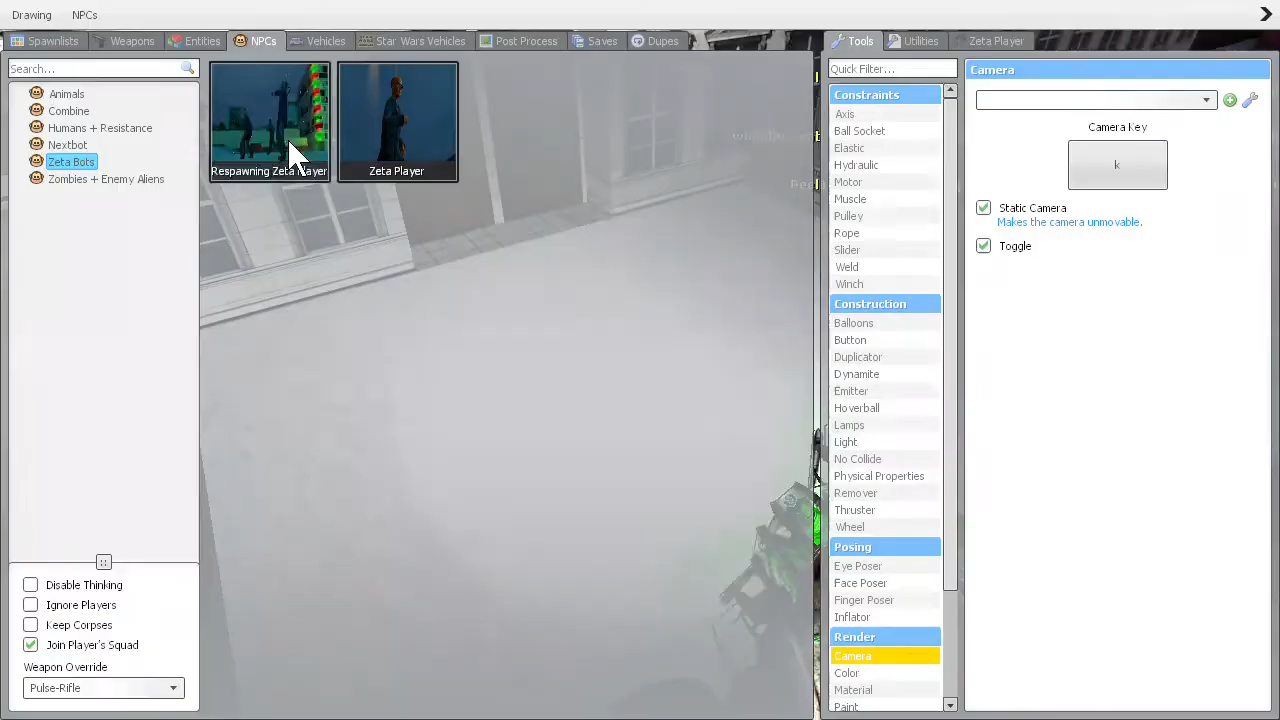 Drawing NPCs
Spawnlists Weapons Entities NPCs Vehicles Star Wars Vehicles Post Process Saves Dupes
Search...
Animals
Combine
Humans + Resistance
Nextbot
Zeta Bots
Zombies + Enemy Aliens
Respawning Zeta Player
Zeta Player
Disable Thinking
Ignore Players
Keep Corpses
Join Player's Squad
Weapon Override
Pulse-Rifle
Tools Utilities Zeta Player
Quick Filter...
Constraints
Axis
Ball Socket
Elastic
Hydraulic
Motor
Muscle
Pulley
Rope
Slider
Weld
Winch
Construction
Balloons
Button
Duplicator
Dynamite
Emitter
Hoverball
Lamps
Light
No Collide
Physical Properties
Remover
Thruster
Wheel
Posing
Eye Poser
Face Poser
Finger Poser
Inflator
Render
Camera
Color
Material
Paint
Camera
Camera Key
k
Static Camera
Makes the camera unmovable.
Toggle